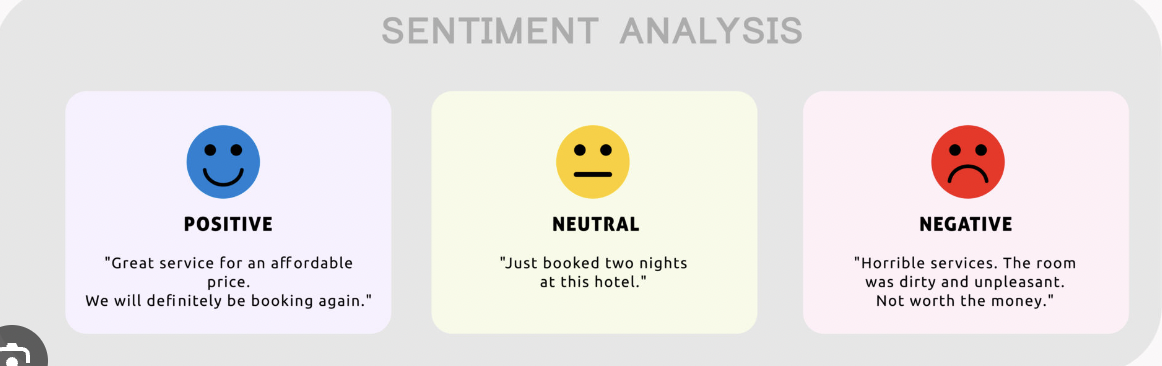 SENTIMENT ANALYSIS
POSITIVE
"Great service for an affordable
price.
We will definitely be booking again."
NEUTRAL
"Just booked two nights
at this hotel."
NEGATIVE
"Horrible services. The room
was dirty and unpleasant.
Not worth the money."